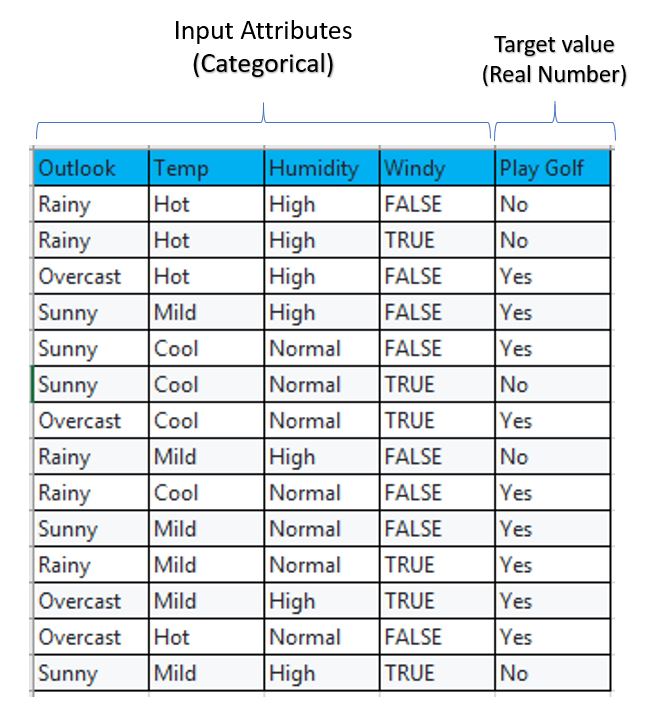 Input Attributes
(Categorical)
Target value
(Real Number)
Outlook Temp Humidity Windy Play Golf
Rainy Hot High FALSE No
Rainy Hot High TRUE No
Overcast Hot High FALSE Yes
Sunny Mild High FALSE Yes
Sunny Cool Normal FALSE Yes
Sunny Cool Normal TRUE No
Overcast Cool Normal TRUE Yes
Rainy Mild High FALSE No
Rainy Cool Normal FALSE Yes
Sunny Mild Normal FALSE Yes
Rainy Mild Normal TRUE Yes
Overcast Mild High TRUE Yes
Overcast Hot Normal FALSE Yes
Sunny Mild High TRUE No